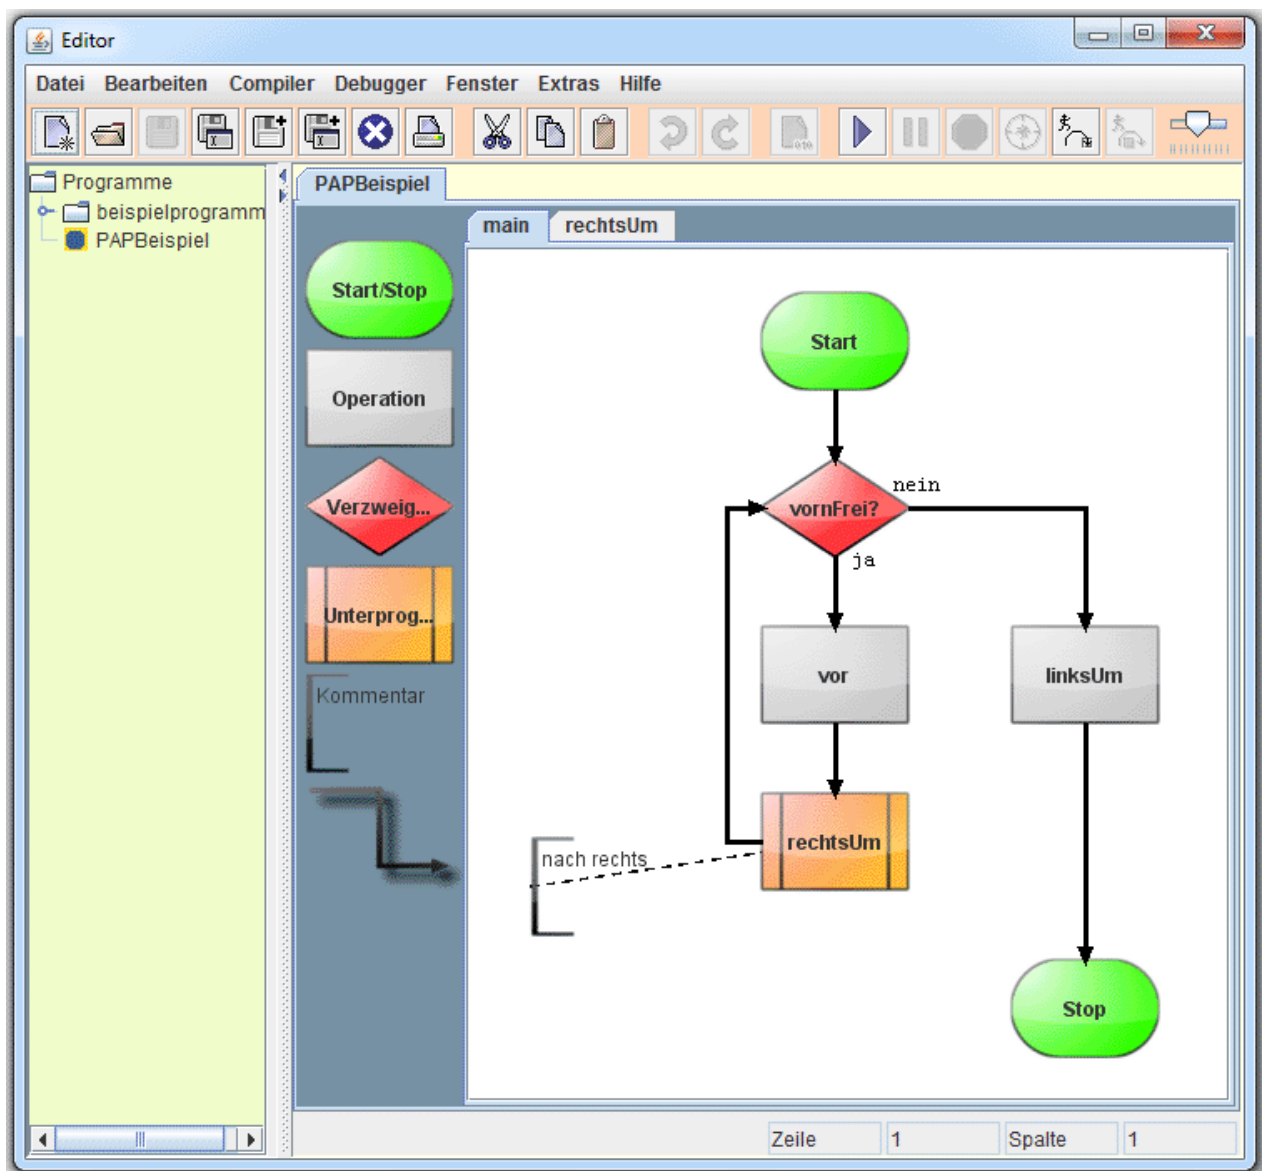 Editor
Datei Bearbeiten Compiler Debugger Fenster Extras Hilfe
Programme
beispielprogramm
PAPBeispiel
PAPBeispiel
main rechtsUm
Start/Stop
Operation
Verzweig...
Unterprog...
Kommentar
Start
vornFrei?
nein
ja
vor
linksUm
rechtsUm
nach rechts
Stop
Zeile 1 Spalte 1